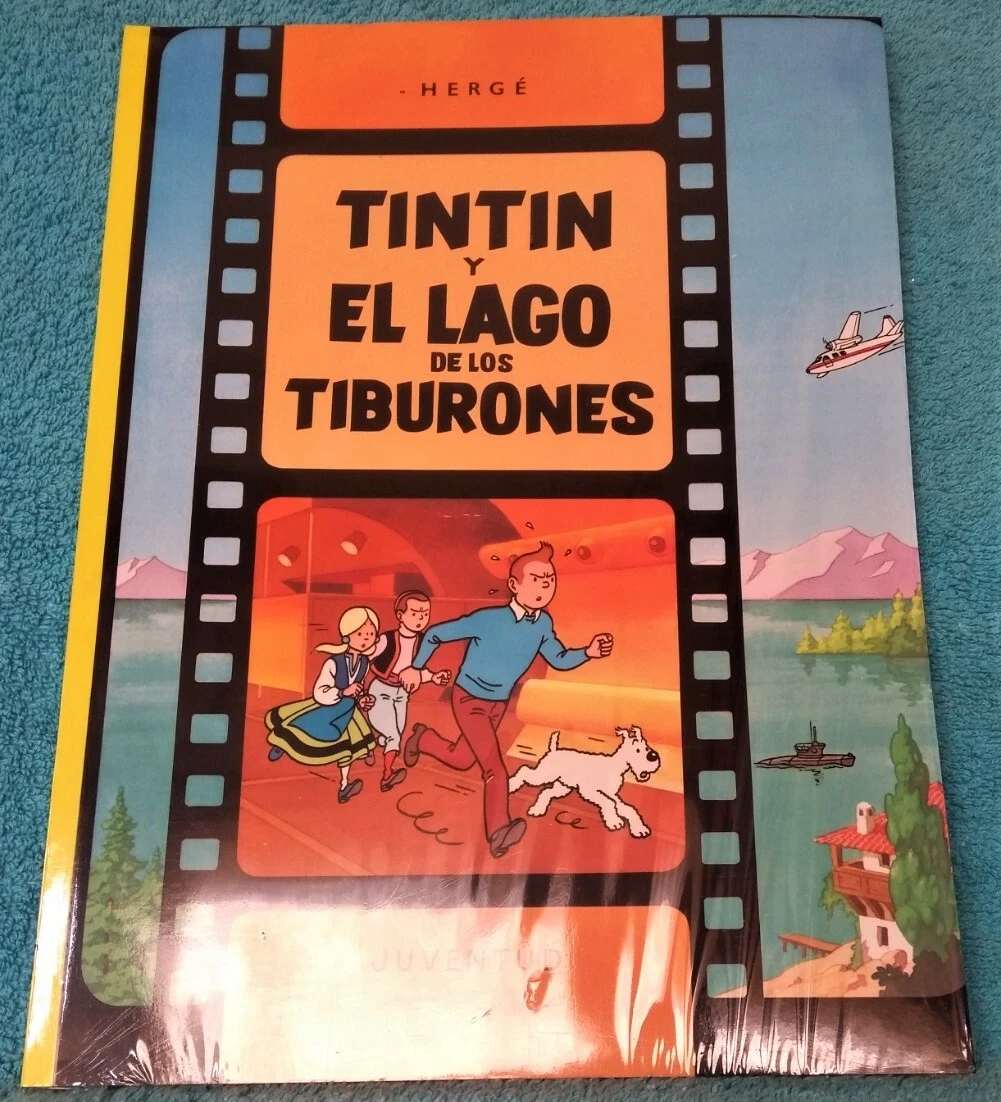 - HERGÉ
TINTIN
Y
EL LAGO
DE LOS
TIBURONES
JUVENTUD